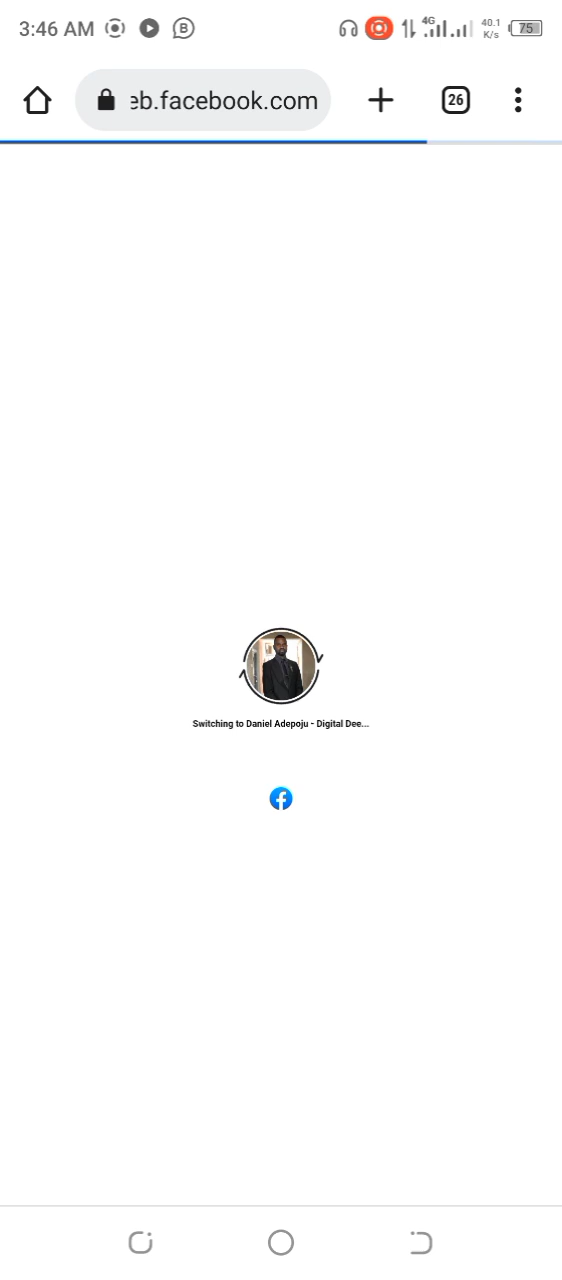 3:46 AM
B
4G
40.1
K/s
75
eb.facebook.com
26
Switching to Daniel Adepoju - Digital Dee...